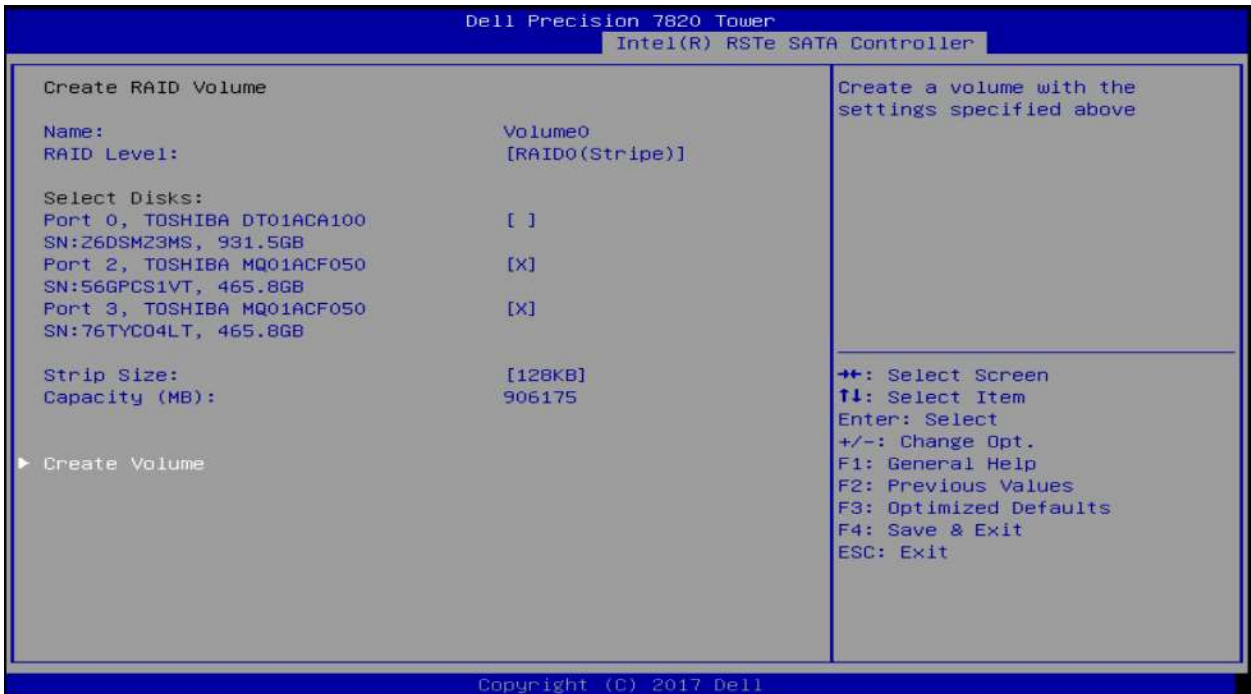 Dell Precision 7820 Tower
Intel(R) RSTe SATA Controller
Create RAID Volume
Name: Volume0
RAID Level: [RAID0(Stripe)]
Select Disks:
Port 0, TOSHIBA DT01ACA100 [ ]
SN:Z6DSMZ3MS, 931.5GB
Port 2, TOSHIBA MQ01ACF050 [X]
SN:56GPCS1VT, 465.8GB
Port 3, TOSHIBA MQ01ACF050 [X]
SN:76TYC04LT, 465.8GB
Strip Size: [128KB]
Capacity (MB): 906175
▶ Create Volume
Create a volume with the
settings specified above
→←: Select Screen
↑↓: Select Item
Enter: Select
+/-: Change Opt.
F1: General Help
F2: Previous Values
F3: Optimized Defaults
F4: Save & Exit
ESC: Exit
Copyright (C) 2017 Dell